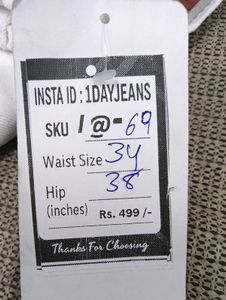 INSTA ID : 1DAYJEANS
SKU 1@-69
Waist Size 34
Hip 38
(inches) Rs. 499 /-
Thanks For Choosing